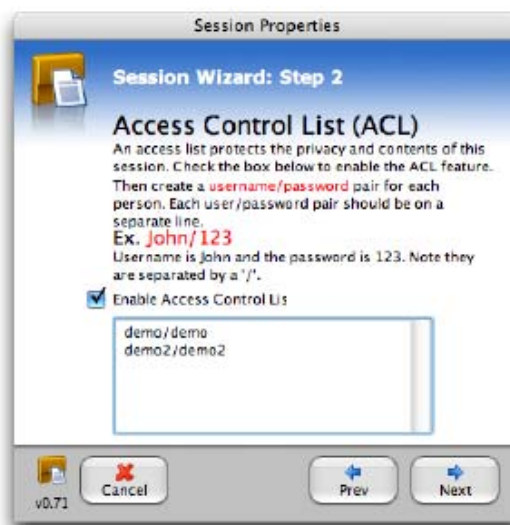 Session Properties
Session Wizard: Step 2
Access Control List (ACL)
An access list protects the privacy and contents of this
session. Check the box below to enable the ACL feature.
Then create a username/password pair for each
person. Each user/password pair should be on a
separate line.
Ex. John/123
Username is John and the password is 123. Note they
are separated by a '/'.
Enable Access Control Lis
demo/demo
demo2/demo2
v0.71
Cancel
Prev
Next